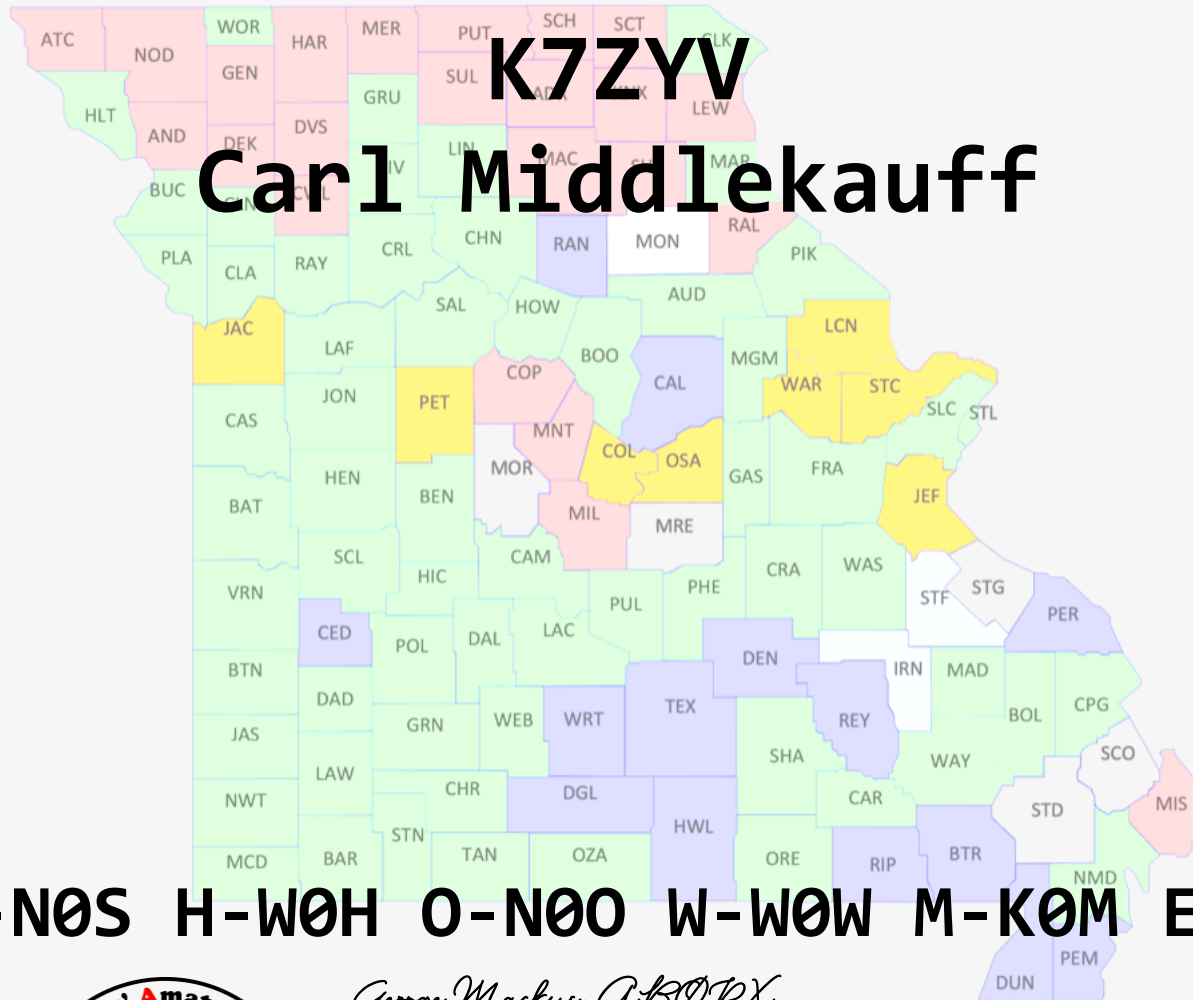 WOR SCH SCT
ATC NOD HAR MER PUT CLK
K7ZYV
GEN SUL
HLT GRU LEW
AND DEK DVS LIN MAC MAR
Carl Middlekauff
BUC
PLA CLA RAY CRL CHN RAN MON RAL PIK
SAL HOW AUD
JAC LAF BOO MGM LCN
JON PET COP CAL WAR STC
CAS MNT SLC STL
HEN MOR COL OSA GAS FRA
BAT BEN MIL MRE JEF
SCL CAM CRA WAS
VRN HIC PUL PHE STF STG
CED POL DAL LAC DEN PER
BTN DAD IRN MAD
JAS GRN WEB WRT TEX REY BOL CPG
LAW SHA WAY SCO
NWT CHR DGL CAR STD MIS
STN HWL
MCD BAR TAN OZA ORE RIP BTR
NMD
-N0S H-W0H O-N0O W-W0W M-K0M E
PEM
DUN